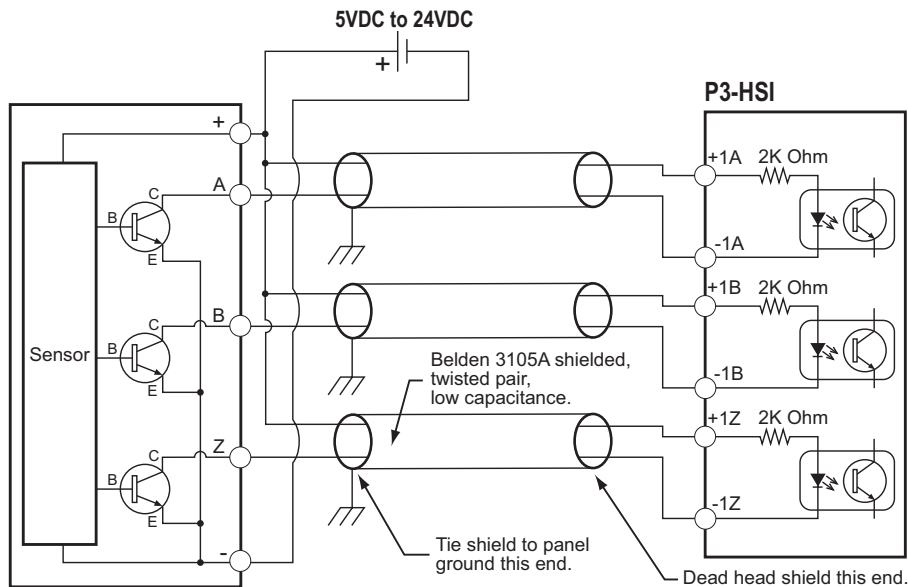 5VDC to 24VDC
+
P3-HSI
+
+1A 2K Ohm
C
A
B
E
-1A
+1B 2K Ohm
C
B
Sensor
B
E
Belden 3105A shielded,
twisted pair,
low capacitance.
-1B
+1Z 2K Ohm
C
Z
B
E
-1Z
-
Tie shield to panel
ground this end.
Dead head shield this end.